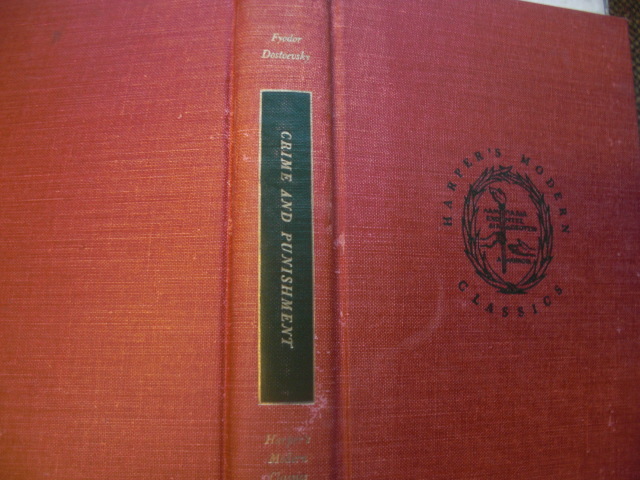 Fyodor
Dostoevsky
CRIME AND PUNISHMENT
Harper's
Modern
Classics
HARPER'S MODERN
CLASSICS